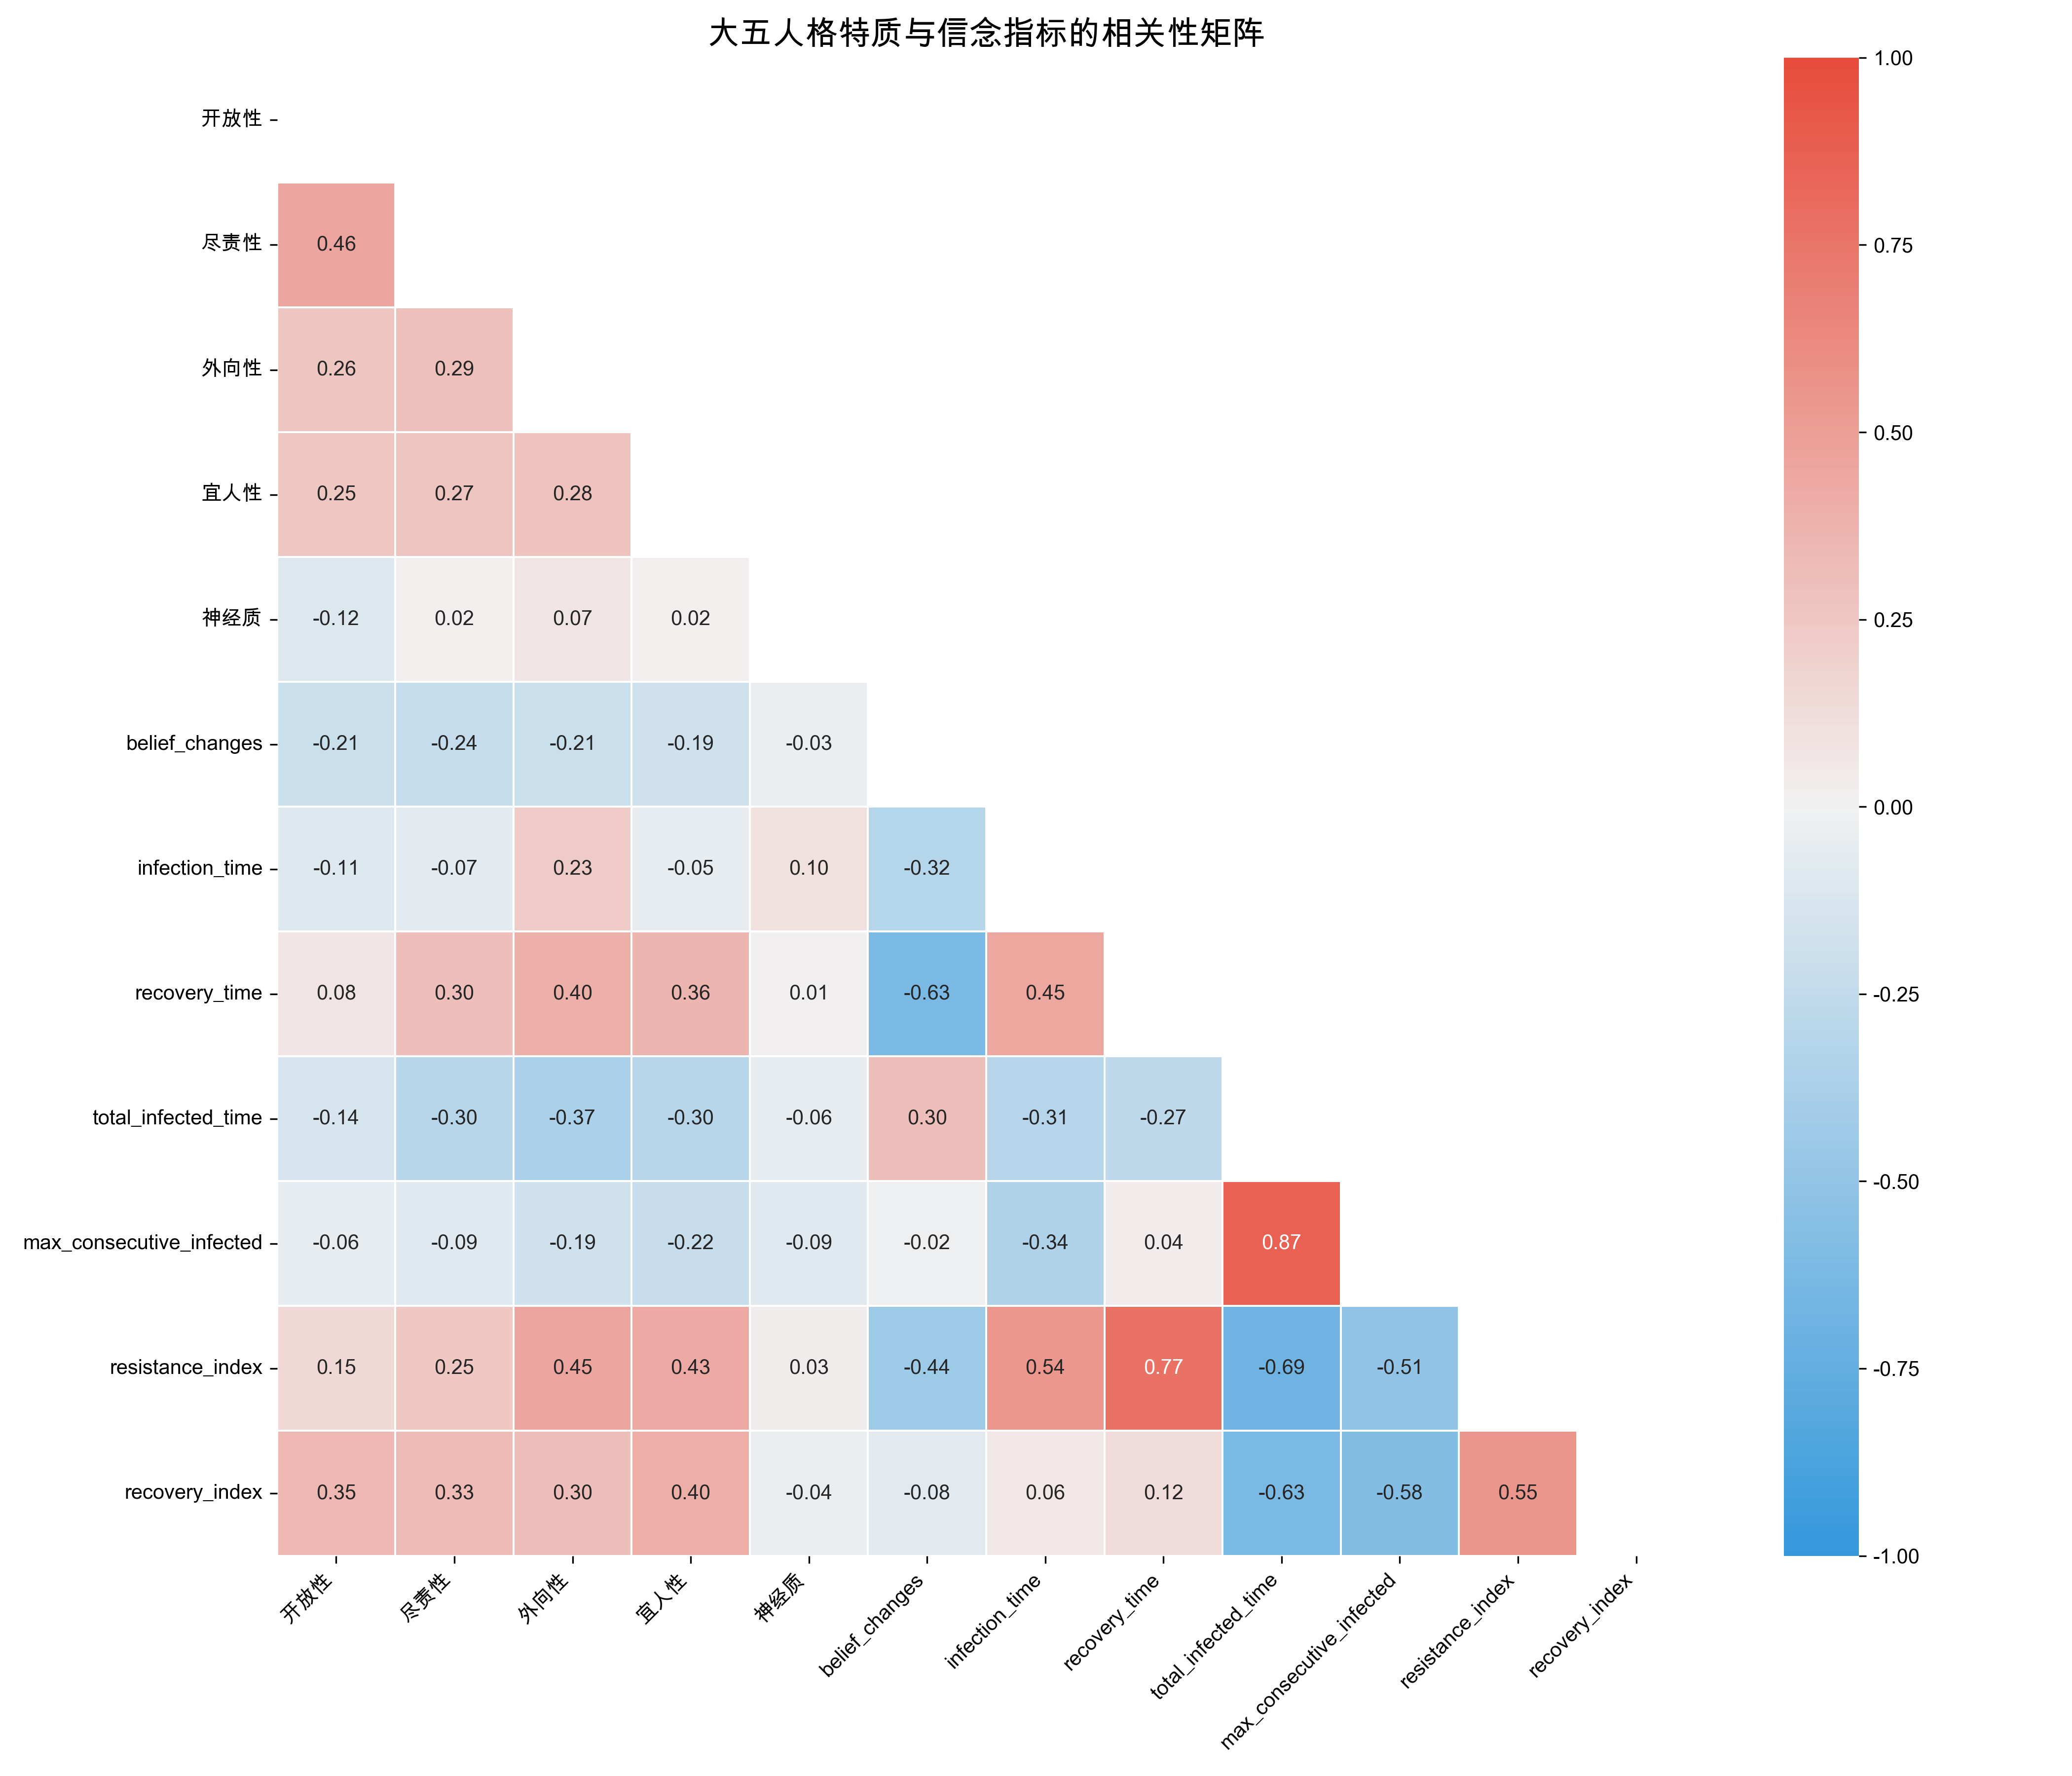 大五人格特质与信念指标的相关性矩阵
开放性
尽责性 0.46
外向性 0.26 0.29
宜人性 0.25 0.27 0.28
神经质 -0.12 0.02 0.07 0.02
belief_changes -0.21 -0.24 -0.21 -0.19 -0.03
infection_time -0.11 -0.07 0.23 -0.05 0.10 -0.32
recovery_time 0.08 0.30 0.40 0.36 0.01 -0.63 0.45
total_infected_time -0.14 -0.30 -0.37 -0.30 -0.06 0.30 -0.31 -0.27
max_consecutive_infected -0.06 -0.09 -0.19 -0.22 -0.09 -0.02 -0.34 0.04 0.87
resistance_index 0.15 0.25 0.45 0.43 0.03 -0.44 0.54 0.77 -0.69 -0.51
recovery_index 0.35 0.33 0.30 0.40 -0.04 -0.08 0.06 0.12 -0.63 -0.58 0.55
开放性
尽责性
外向性
宜人性
神经质
belief_changes
infection_time
recovery_time
total_infected_time
max_consecutive_infected
resistance_index
recovery_index
1.00
0.75
0.50
0.25
0.00
-0.25
-0.50
-0.75
-1.00